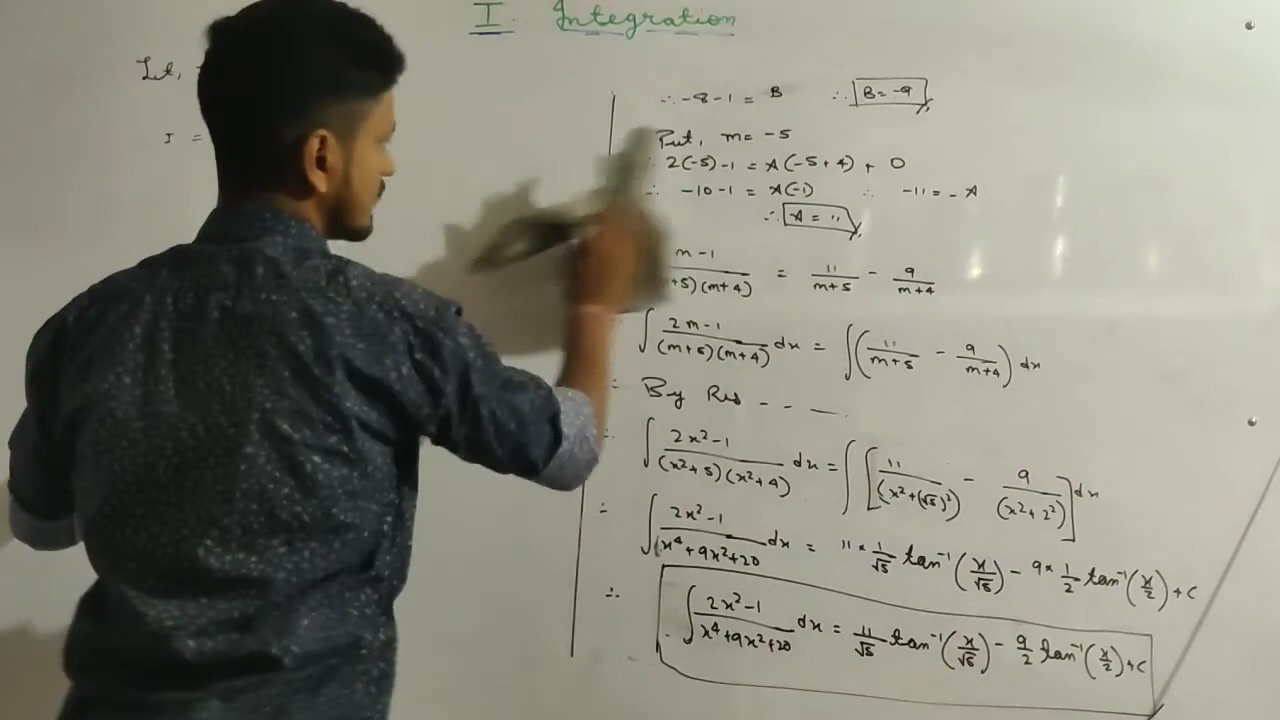 I. Integration
Let,
I =
∴ -8-1 = B ∴ B = -9
Put, m = -5
∴ 2(-5)-1 = A(-5+4) + 0
∴ -10-1 = A(-1) ∴ -11 = -A
∴ A = 11
m-1/+5)(m+4) = 11/m+5 - 9/m+4
∫ 2m-1/(m+5)(m+4) dx = ∫(11/m+5 - 9/m+4) dx
∴ By Res - - —.
∴ ∫ 2x²-1/(x²+5)(x²+4) dx = ∫[11/(x²+(√5)²) - 9/(x²+2²)] dx
∴ ∫ 2x²-1/x⁴+9x²+20 dx = 11 × 1/√5 tan⁻¹(x/√5) - 9 × 1/2 tan⁻¹(x/2) + c
∴ ∫ 2x²-1/x⁴+9x²+20 dx = 11/√5 tan⁻¹(x/√5) - 9/2 tan⁻¹(x/2) + c